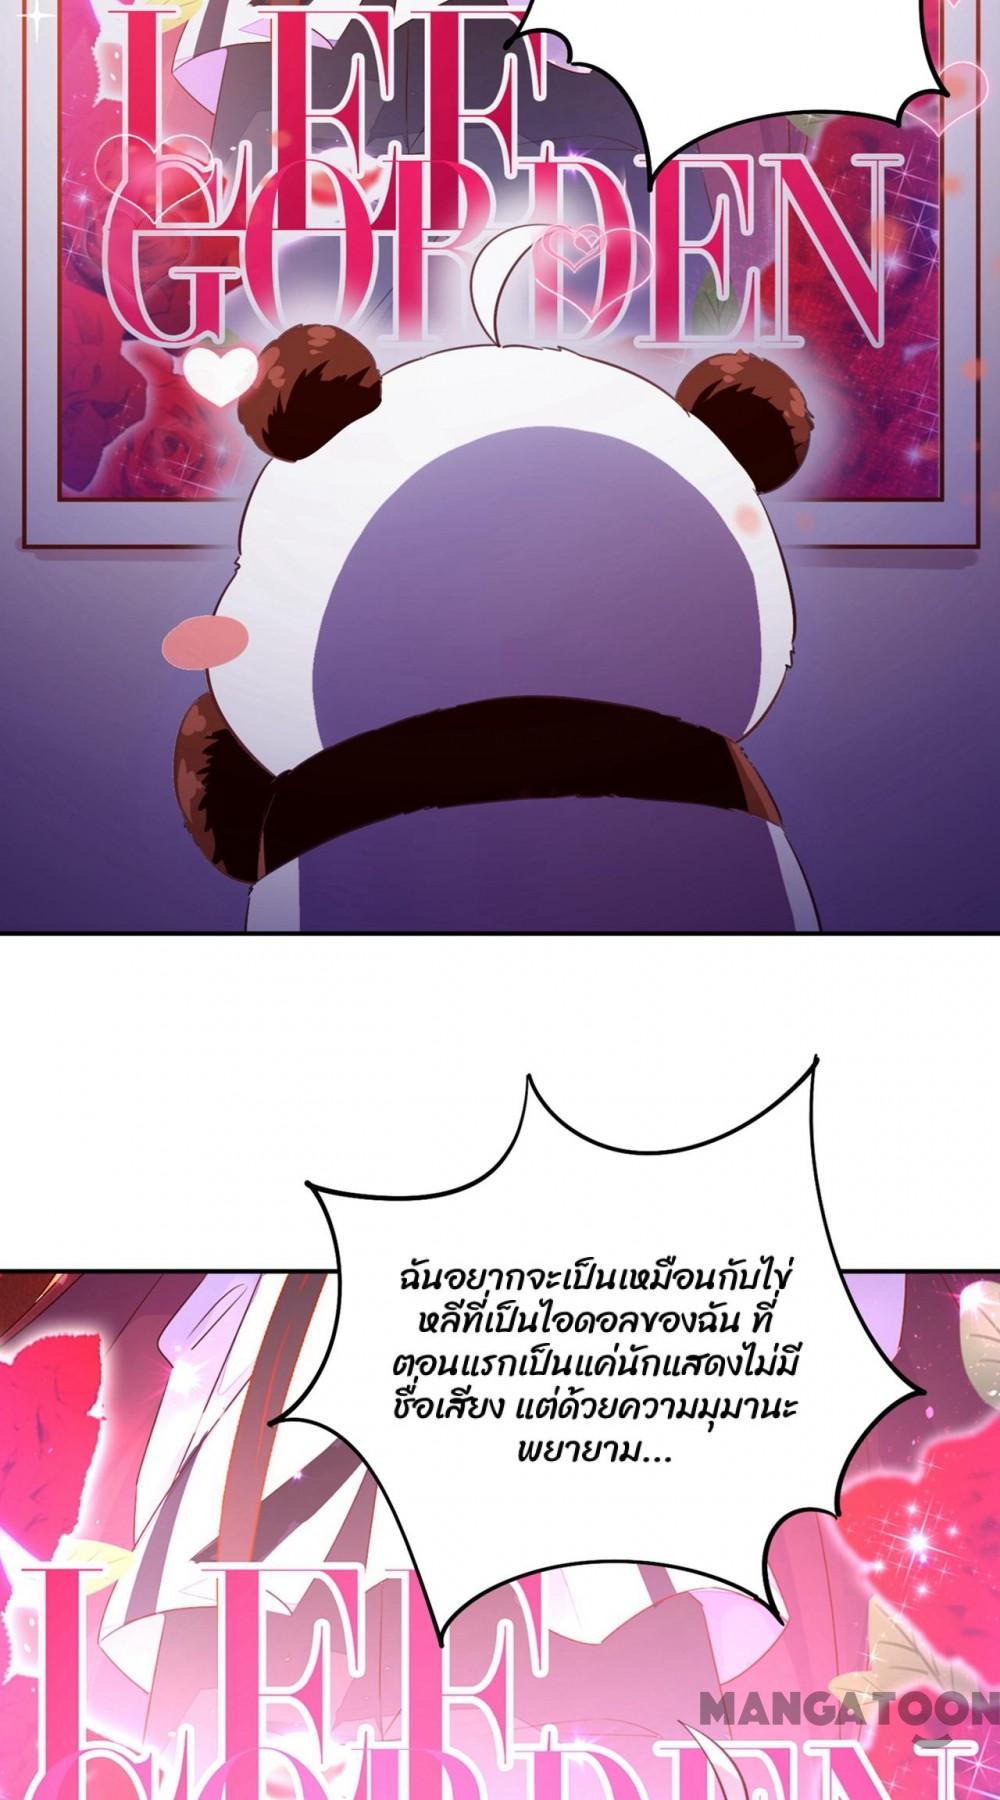 LEE
GORDEN
ฉันอยากจะเป็นเหมือนกับไข่
หลีที่เป็นไอดอลของฉัน ที่
ตอนแรกเป็นแค่นักแสดงไม่มี
ชื่อเสียง แต่ด้วยความมุมานะ
พยายาม...
LEE
GORDEN
MANGATOON